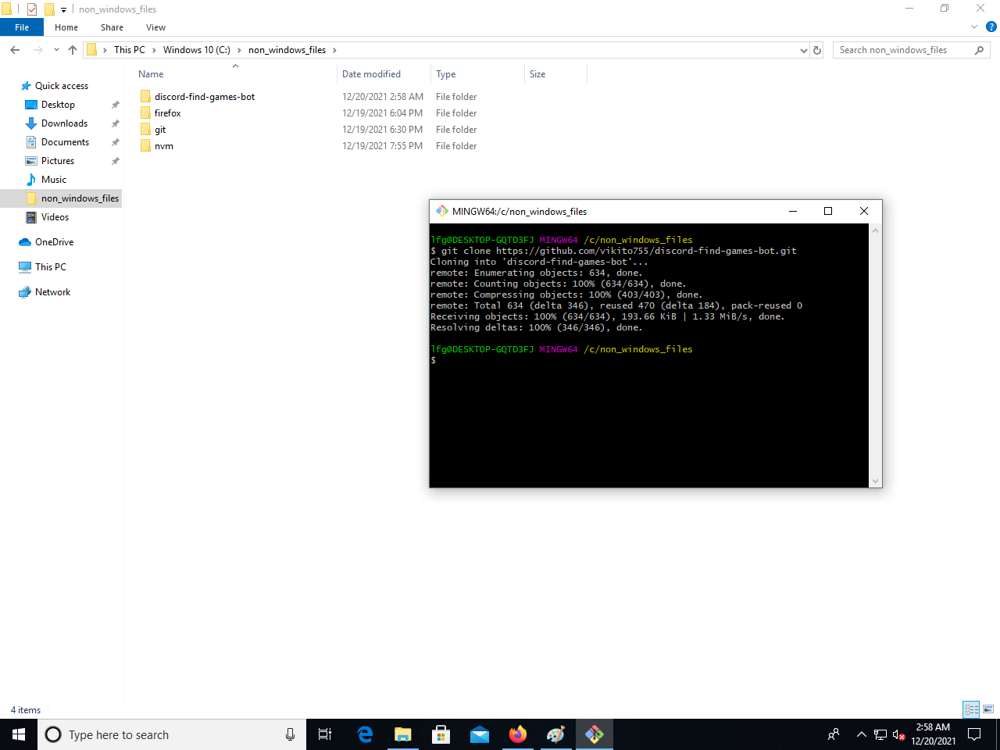 non_windows_files
File Home Share View
This PC Windows 10 (C:) non_windows_files
Search non_windows_files
Name Date modified Type Size
Quick access
Desktop
Downloads
Documents
Pictures
Music
non_windows_files
Videos
OneDrive
This PC
Network
discord-find-games-bot 12/20/2021 2:58 AM File folder
firefox 12/19/2021 6:04 PM File folder
git 12/19/2021 6:30 PM File folder
nvm 12/19/2021 7:55 PM File folder
MINGW64:/c/non_windows_files
lfg@DESKTOP-GQTD3FJ MINGW64 /c/non_windows_files
$ git clone https://github.com/vikito755/discord-find-games-bot.git
Cloning into 'discord-find-games-bot'...
remote: Enumerating objects: 634, done.
remote: Counting objects: 100% (634/634), done.
remote: Compressing objects: 100% (403/403), done.
remote: Total 634 (delta 346), reused 470 (delta 184), pack-reused 0
Receiving objects: 100% (634/634), 193.66 KiB | 1.33 MiB/s, done.
Resolving deltas: 100% (346/346), done.
lfg@DESKTOP-GQTD3FJ MINGW64 /c/non_windows_files
$
4 items
Type here to search
2:58 AM
12/20/2021